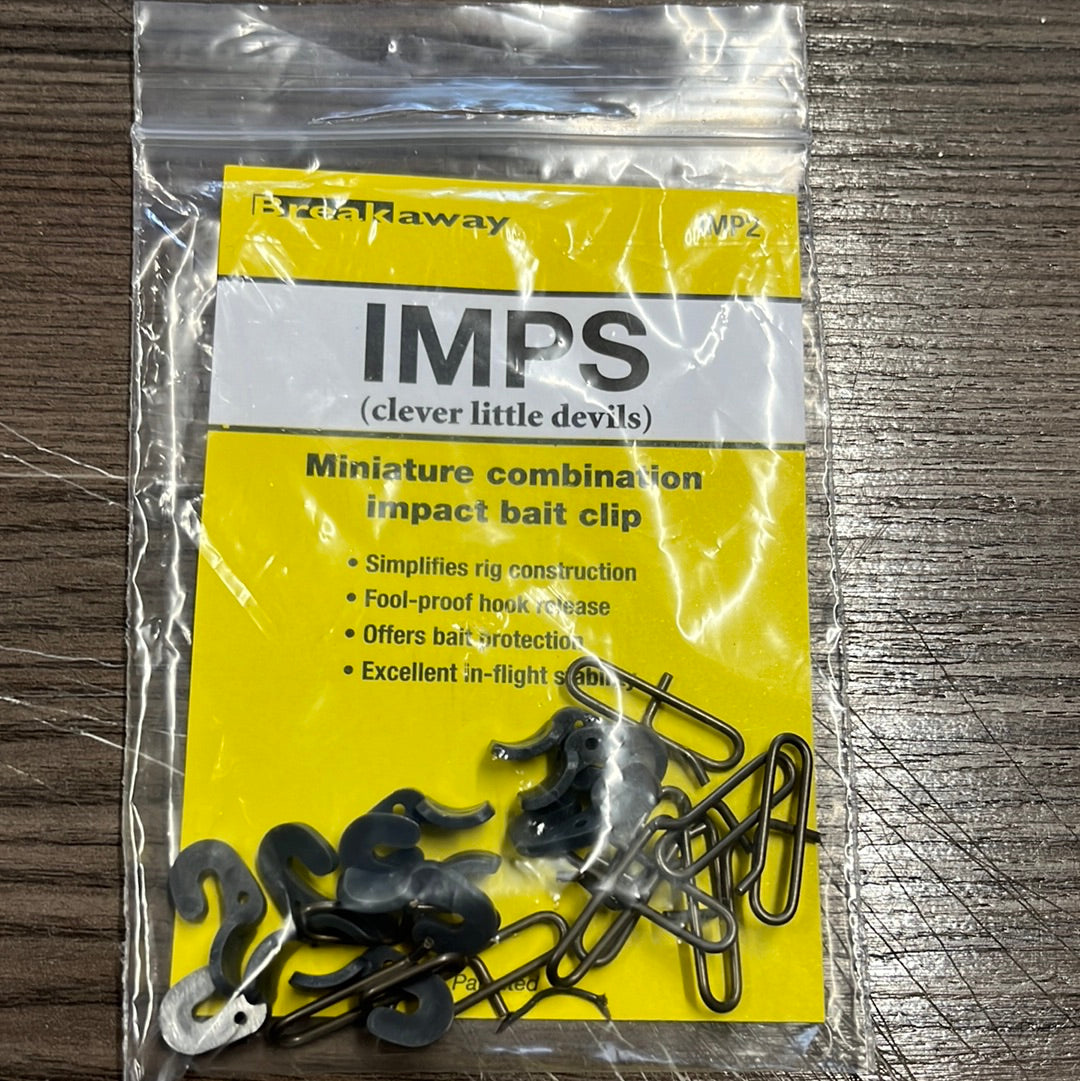 Breakaway
IMP2
IMPS
(clever little devils)
Miniature combination
impact bait clip
• Simplifies rig construction
• Fool-proof hook release
• Offers bait protection
• Excellent in-flight stability